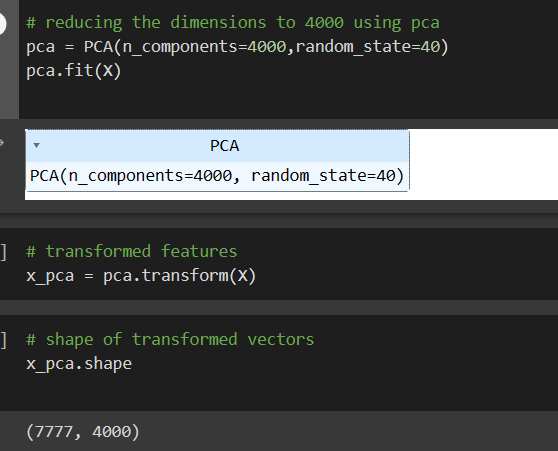 # reducing the dimensions to 4000 using pca
pca = PCA(n_components=4000,random_state=40)
pca.fit(X)
▾ PCA
PCA(n_components=4000, random_state=40)
] # transformed features
x_pca = pca.transform(X)
] # shape of transformed vectors
x_pca.shape
(7777, 4000)